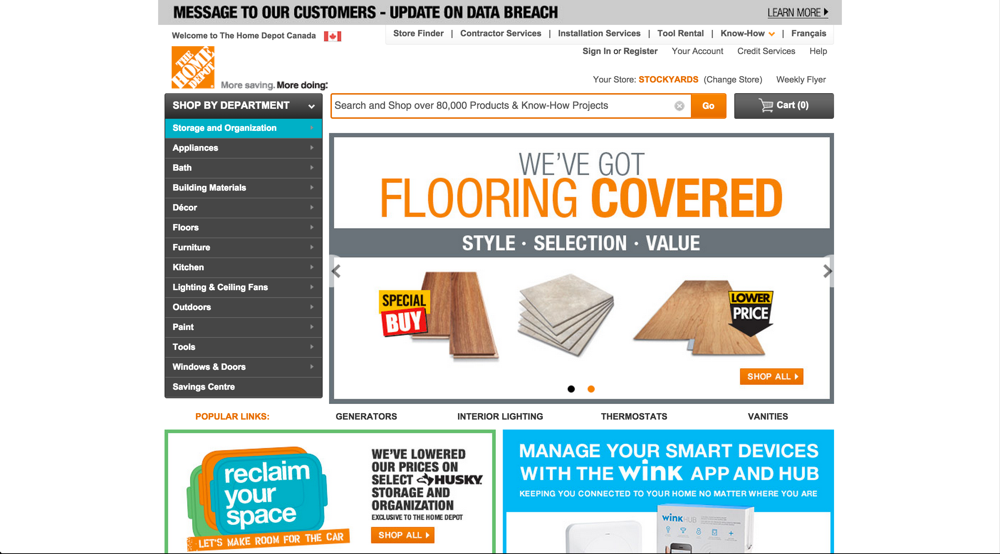 MESSAGE TO OUR CUSTOMERS - UPDATE ON DATA BREACH
LEARN MORE
Welcome to The Home Depot Canada
Store Finder | Contractor Services | Installation Services | Tool Rental | Know-How | Français
Sign In or Register Your Account Credit Services Help
THE
HOME
DEPOT
More saving. More doing.
Your Store: STOCKYARDS (Change Store) Weekly Flyer
SHOP BY DEPARTMENT
Search and Shop over 80,000 Products & Know-How Projects
Go
Cart (0)
Storage and Organization
Appliances
Bath
Building Materials
Décor
Floors
Furniture
Kitchen
Lighting & Ceiling Fans
Outdoors
Paint
Tools
Windows & Doors
Savings Centre
WE'VE GOT
FLOORING COVERED
STYLE · SELECTION · VALUE
SPECIAL
BUY
LOWER
PRICE
SHOP ALL
POPULAR LINKS:
GENERATORS
INTERIOR LIGHTING
THERMOSTATS
VANITIES
reclaim
your
space
LET'S MAKE ROOM FOR THE CAR
WE'VE LOWERED
OUR PRICES ON
SELECT HUSKY
STORAGE AND
ORGANIZATION
EXCLUSIVE TO THE HOME DEPOT
SHOP ALL
MANAGE YOUR SMART DEVICES
WITH THE wink APP AND HUB
KEEPING YOU CONNECTED TO YOUR HOME NO MATTER WHERE YOU ARE
wink HUB